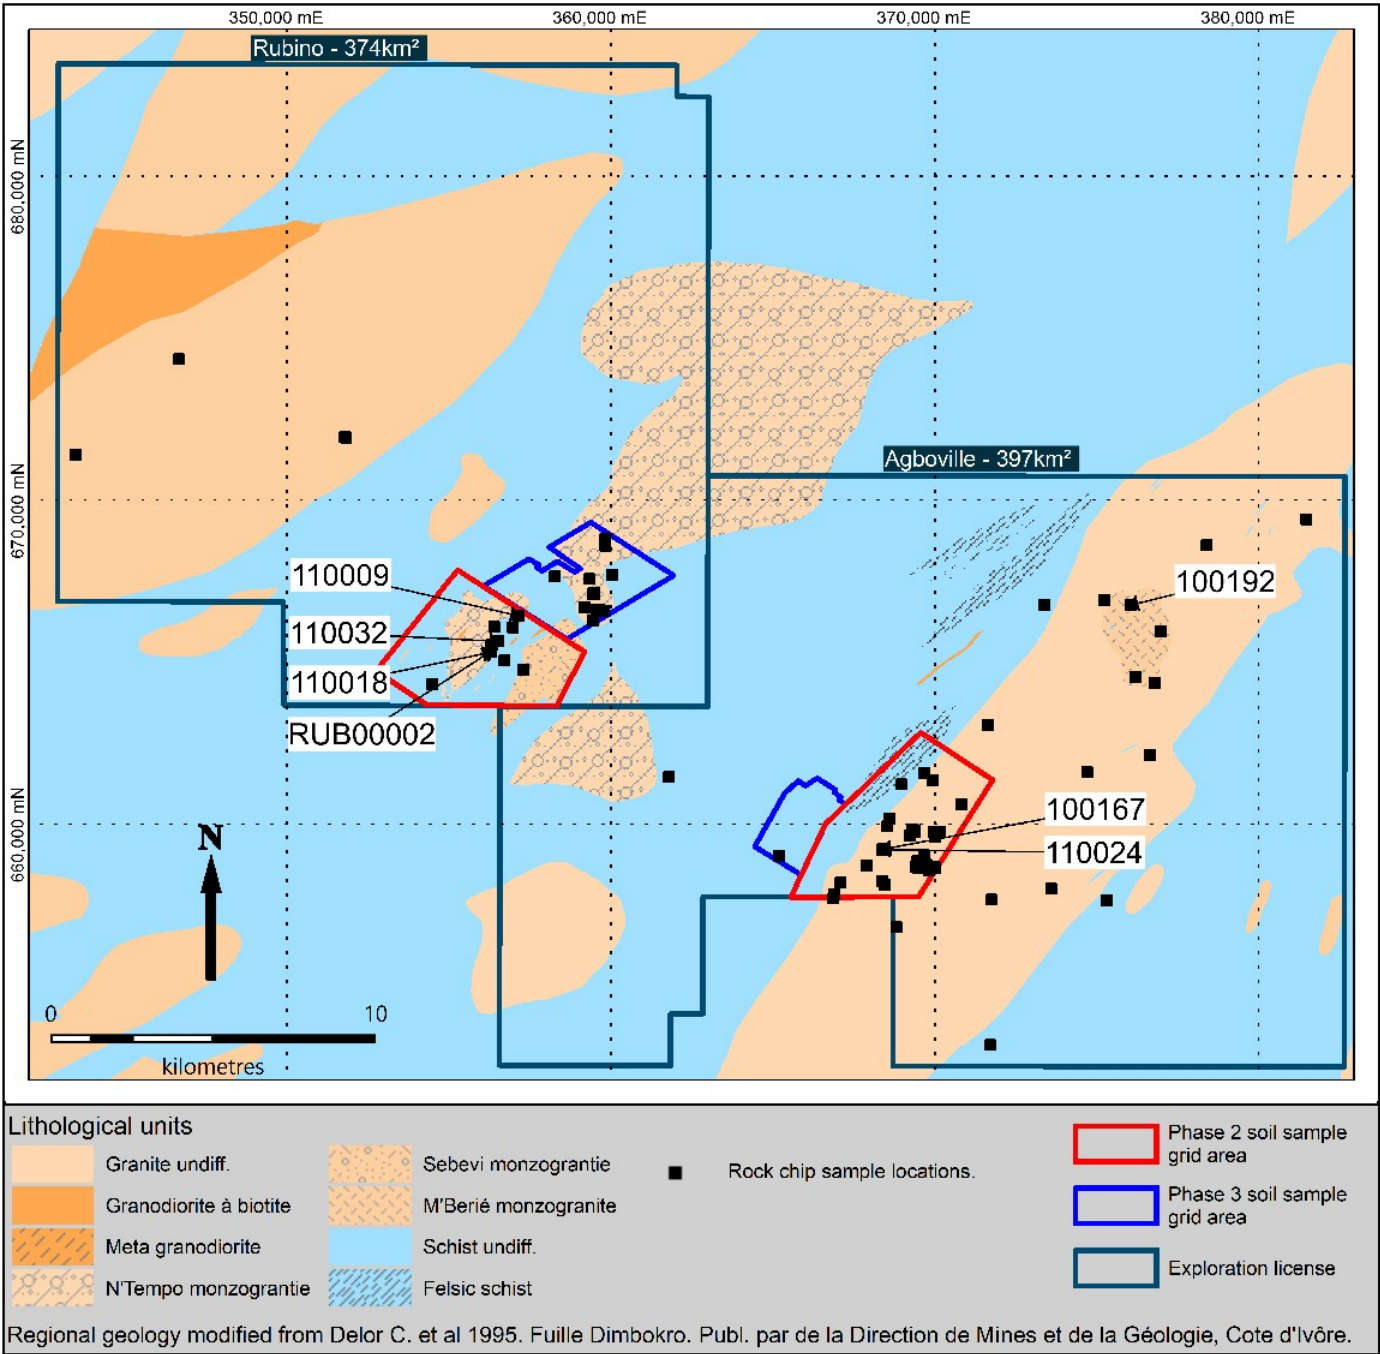 350,000 mE
360,000 mE
370,000 mE
380,000 mE
Rubino - 374km²
680,000 mN
Agboville - 397km²
670,000 mN
110009
100192
110032
110018
RUB00002
100167
660,000 mN
N
110024
0
10
kilometres
Lithological units
Granite undiff.
Granodiorite à biotite
Meta granodiorite
N'Tempo monzograntie
Sebevi monzograntie
M'Berié monzogranite
Schist undiff.
Felsic schist
Rock chip sample locations.
Phase 2 soil sample
grid area
Phase 3 soil sample
grid area
Exploration license
Regional geology modified from Delor C. et al 1995. Fuille Dimbokro. Publ. par de la Direction de Mines et de la Géologie, Cote d'Ivôre.